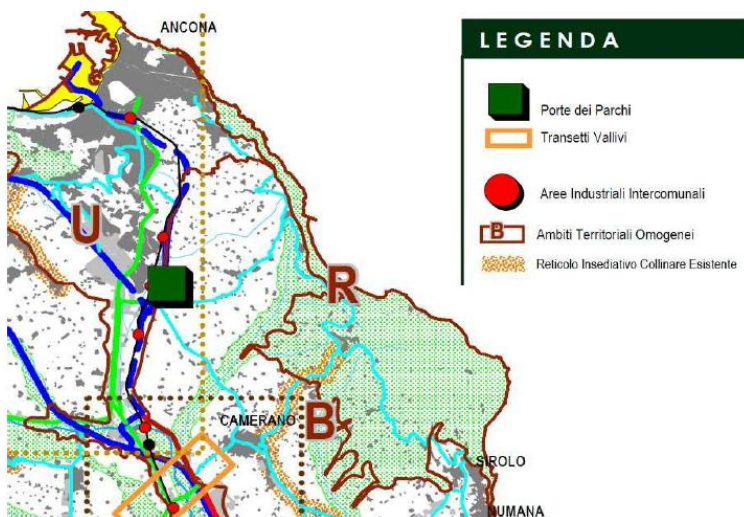 ANCONA
U
R
B
CAMERANO
SIROLO
NUMANA
LEGENDA
Porte dei Parchi
Transetti Vallivi
Aree Industriali Intercomunali
B Ambiti Territoriali Omogenei
Reticolo Insediativo Collinare Esistente